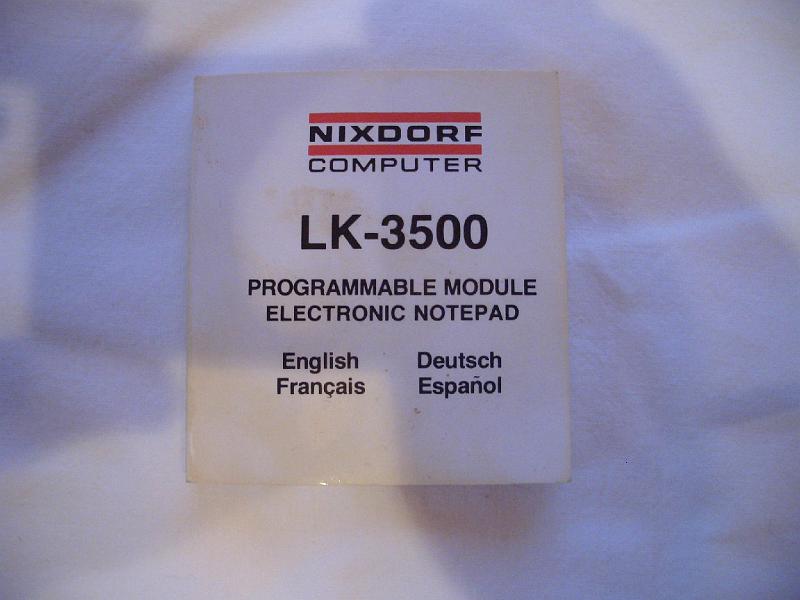 NIXDORF
COMPUTER
LK-3500
PROGRAMMABLE MODULE
ELECTRONIC NOTEPAD
English Deutsch
Français Español